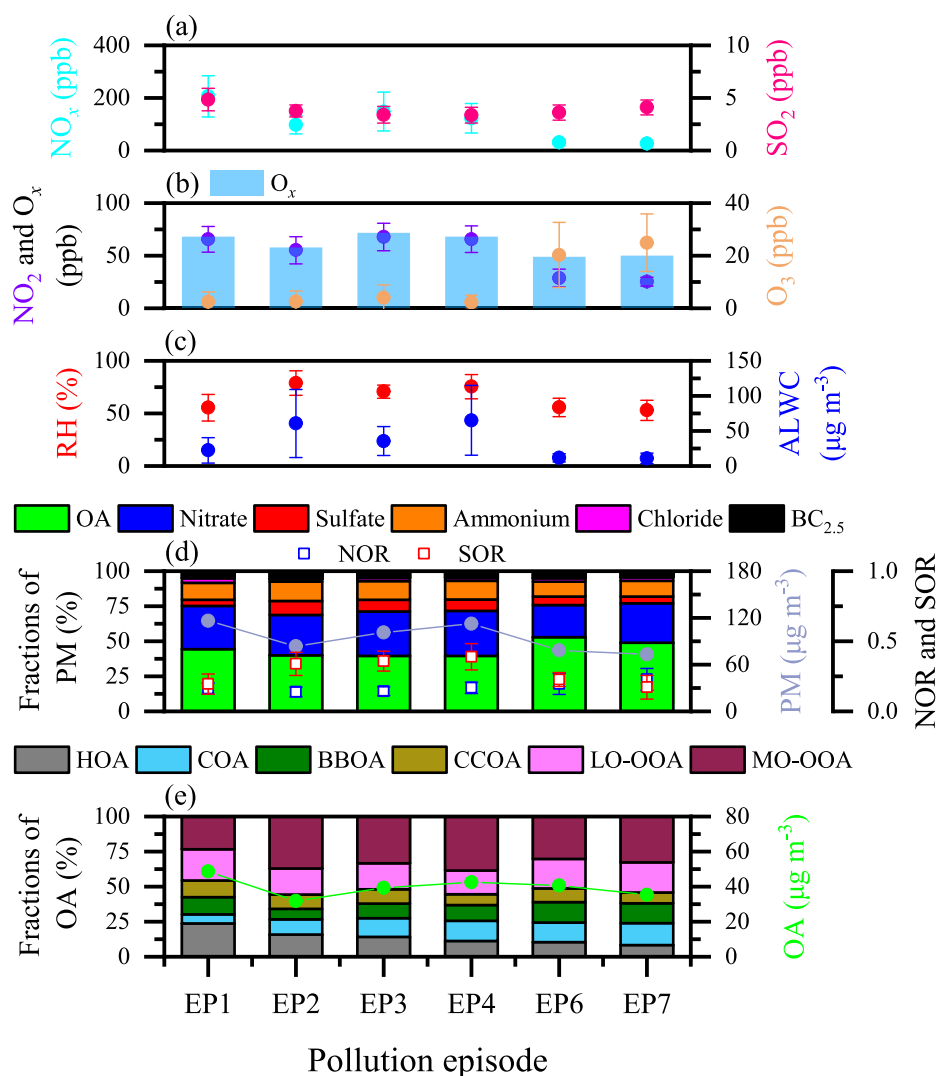 (a)
400
200
0
NOx (ppb)
10
5
0
SO2 (ppb)
(b)
Ox
100
50
0
NO2 and Ox
(ppb)
40
20
0
O3 (ppb)
(c)
100
50
0
RH (%)
150
100
50
0
ALWC
(μg m-3)
OA Nitrate Sulfate Ammonium Chloride BC2.5
(d)
NOR SOR
100
75
50
25
0
Fractions of
PM (%)
180
120
60
0
PM (μg m-3)
1.0
0.5
0.0
NOR and SOR
HOA COA BBOA CCOA LO-OOA MO-OOA
(e)
100
75
50
25
0
Fractions of
OA (%)
80
60
40
20
0
OA (μg m-3)
EP1 EP2 EP3 EP4 EP6 EP7
Pollution episode